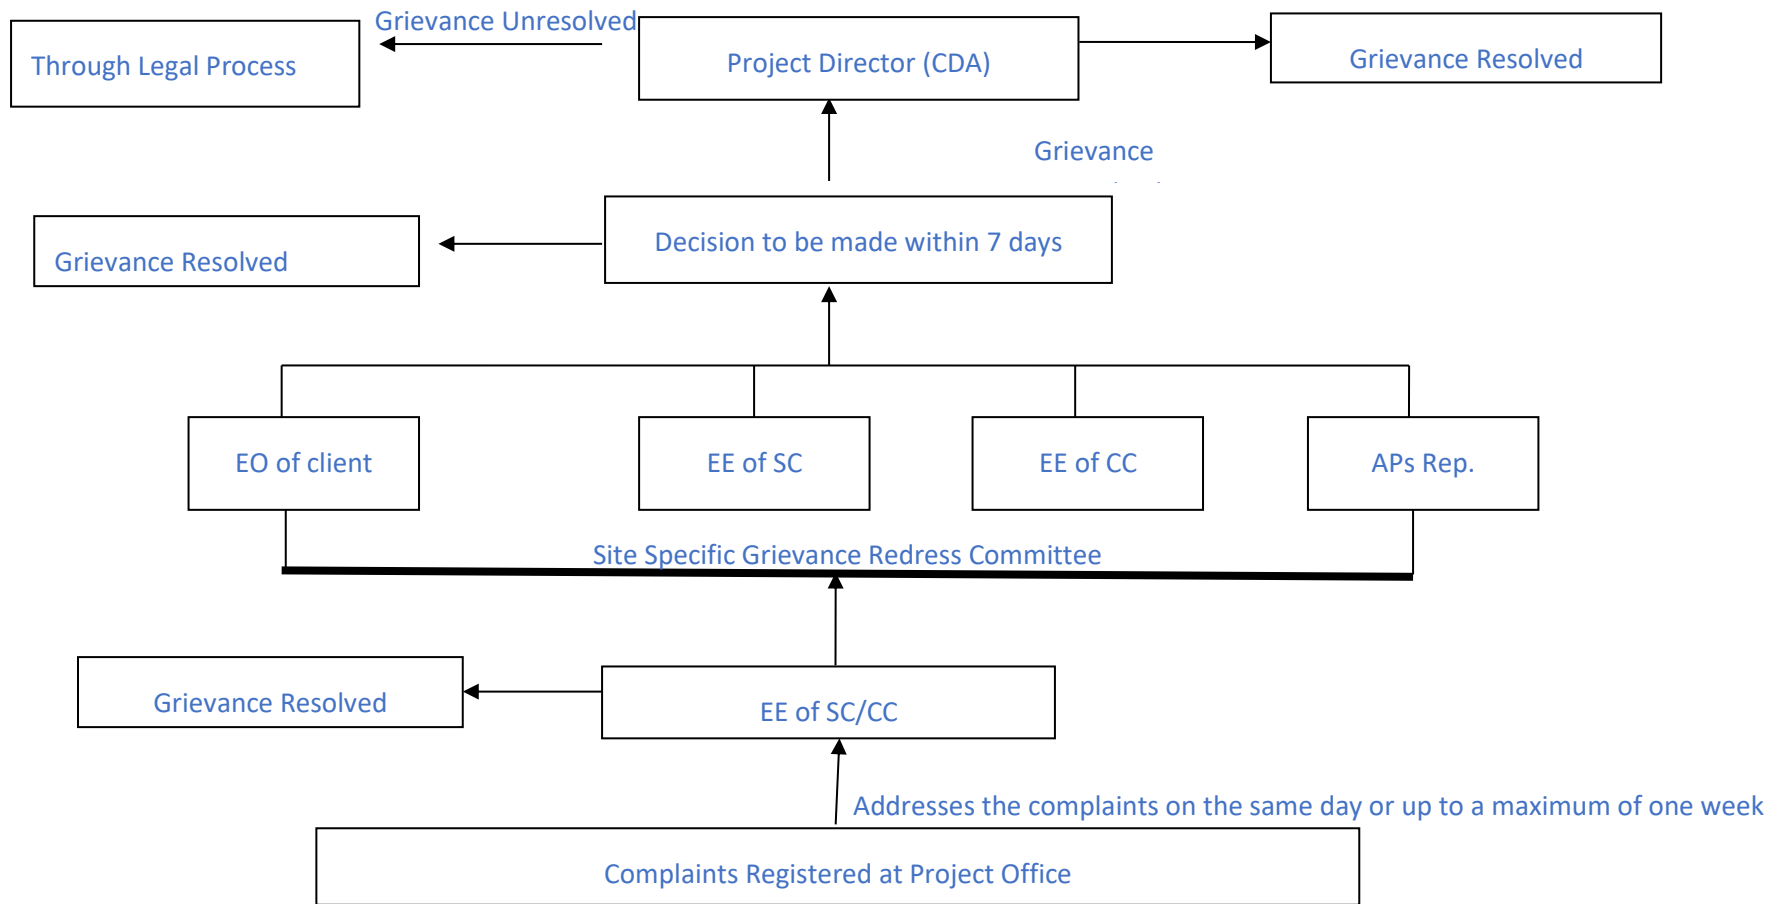 Grievance Unresolved
Through Legal Process
Project Director (CDA)
Grievance Resolved
Grievance
Decision to be made within 7 days
Grievance Resolved
EO of client
EE of SC
EE of CC
APs Rep.
Site Specific Grievance Redress Committee
Grievance Resolved
EE of SC/CC
Addresses the complaints on the same day or up to a maximum of one week
Complaints Registered at Project Office